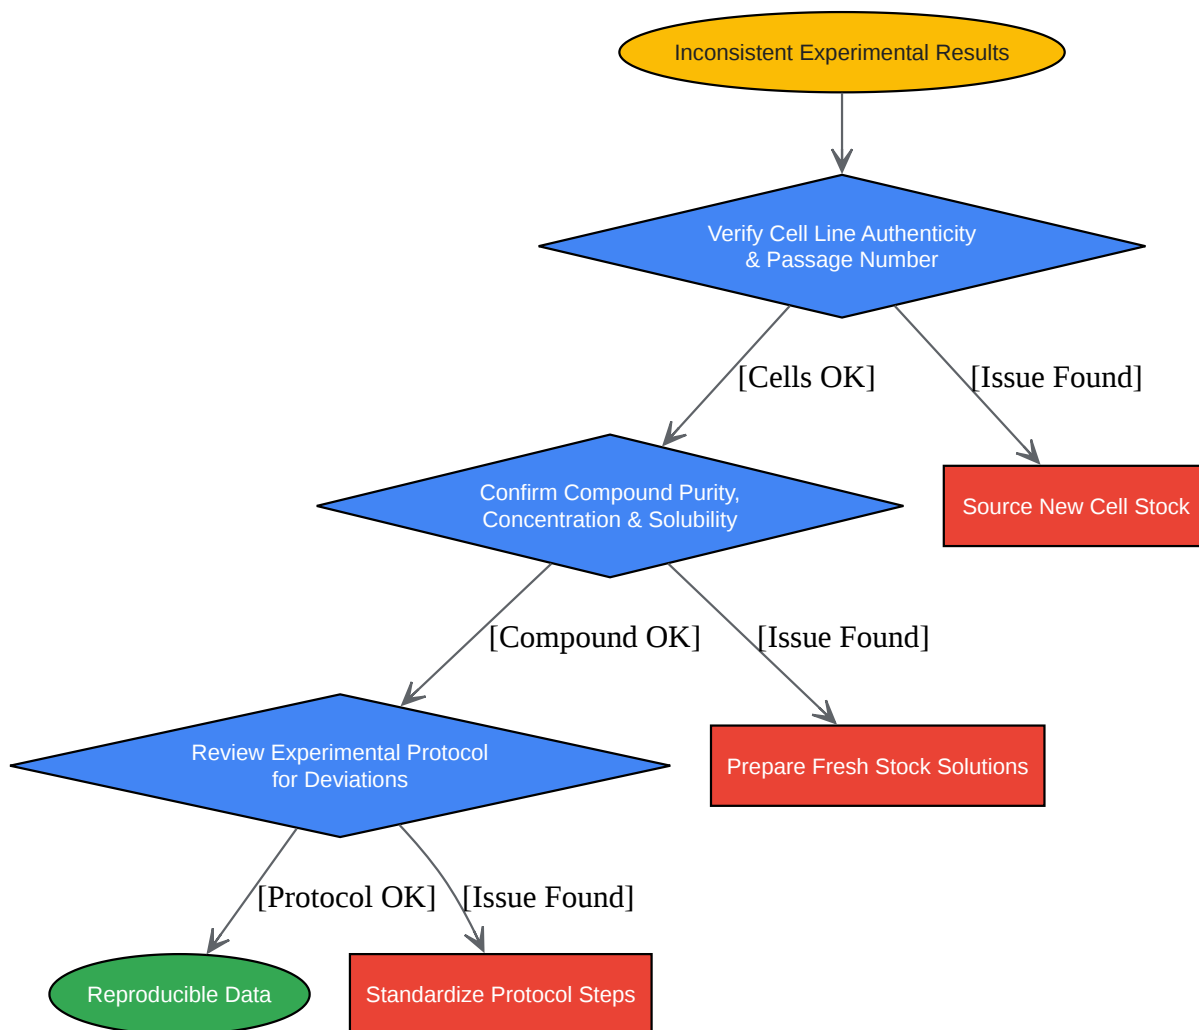 Inconsistent Experimental Results
Verify Cell Line Authenticity
& Passage Number
[Cells OK]
[Issue Found]
Confirm Compound Purity,
Concentration & Solubility
Source New Cell Stock
[Compound OK]
[Issue Found]
Review Experimental Protocol
for Deviations
Prepare Fresh Stock Solutions
[Protocol OK]
[Issue Found]
Reproducible Data
Standardize Protocol Steps